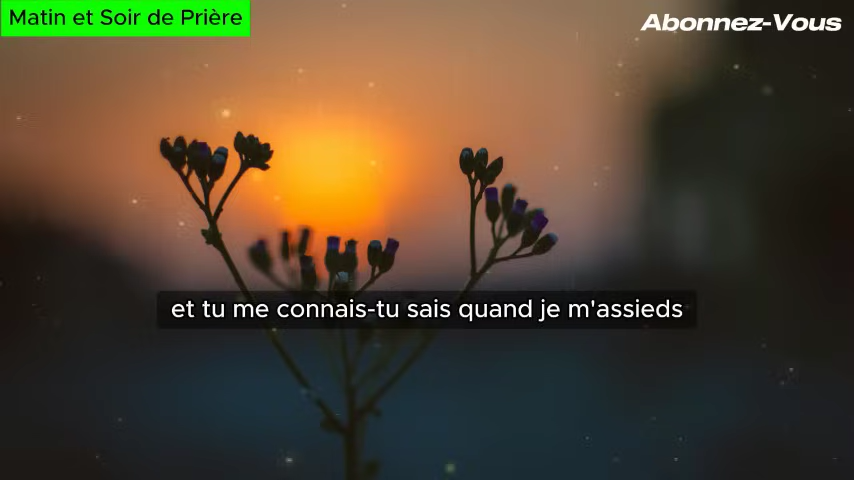 Matin et Soir de Prière
Abonnez-Vous
et tu me connais-tu sais quand je m'assieds